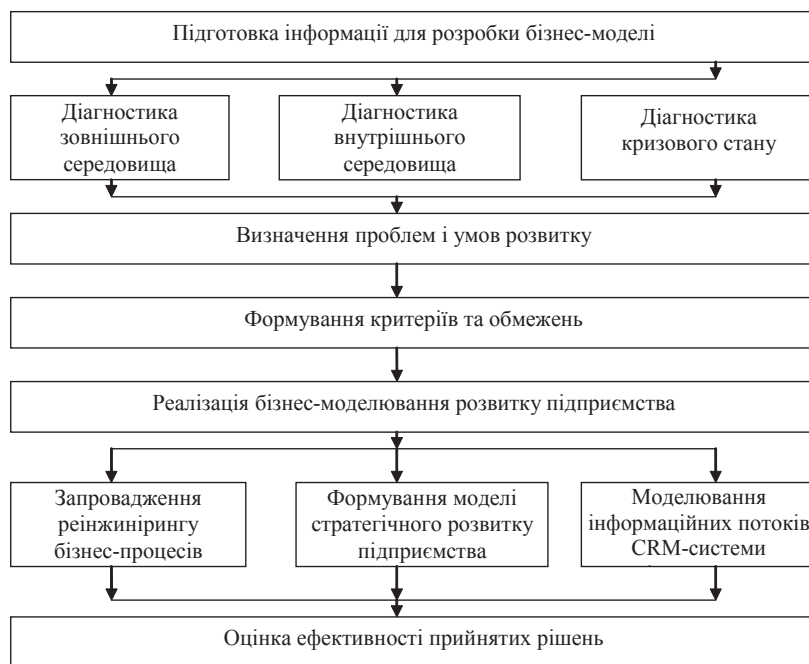 Підготовка інформації для розробки бізнес-моделі
Діагностика
зовнішнього
середовища
Діагностика
внутрішнього
середовища
Діагностика
кризового стану
Визначення проблем і умов розвитку
Формування критеріїв та обмежень
Реалізація бізнес-моделювання розвитку підприємства
Запровадження
реінжинірингу
бізнес-процесів
Формування моделі
стратегічного розвитку
підприємства
Моделювання
інформаційних потоків
CRM-системи
Оцінка ефективності прийнятих рішень